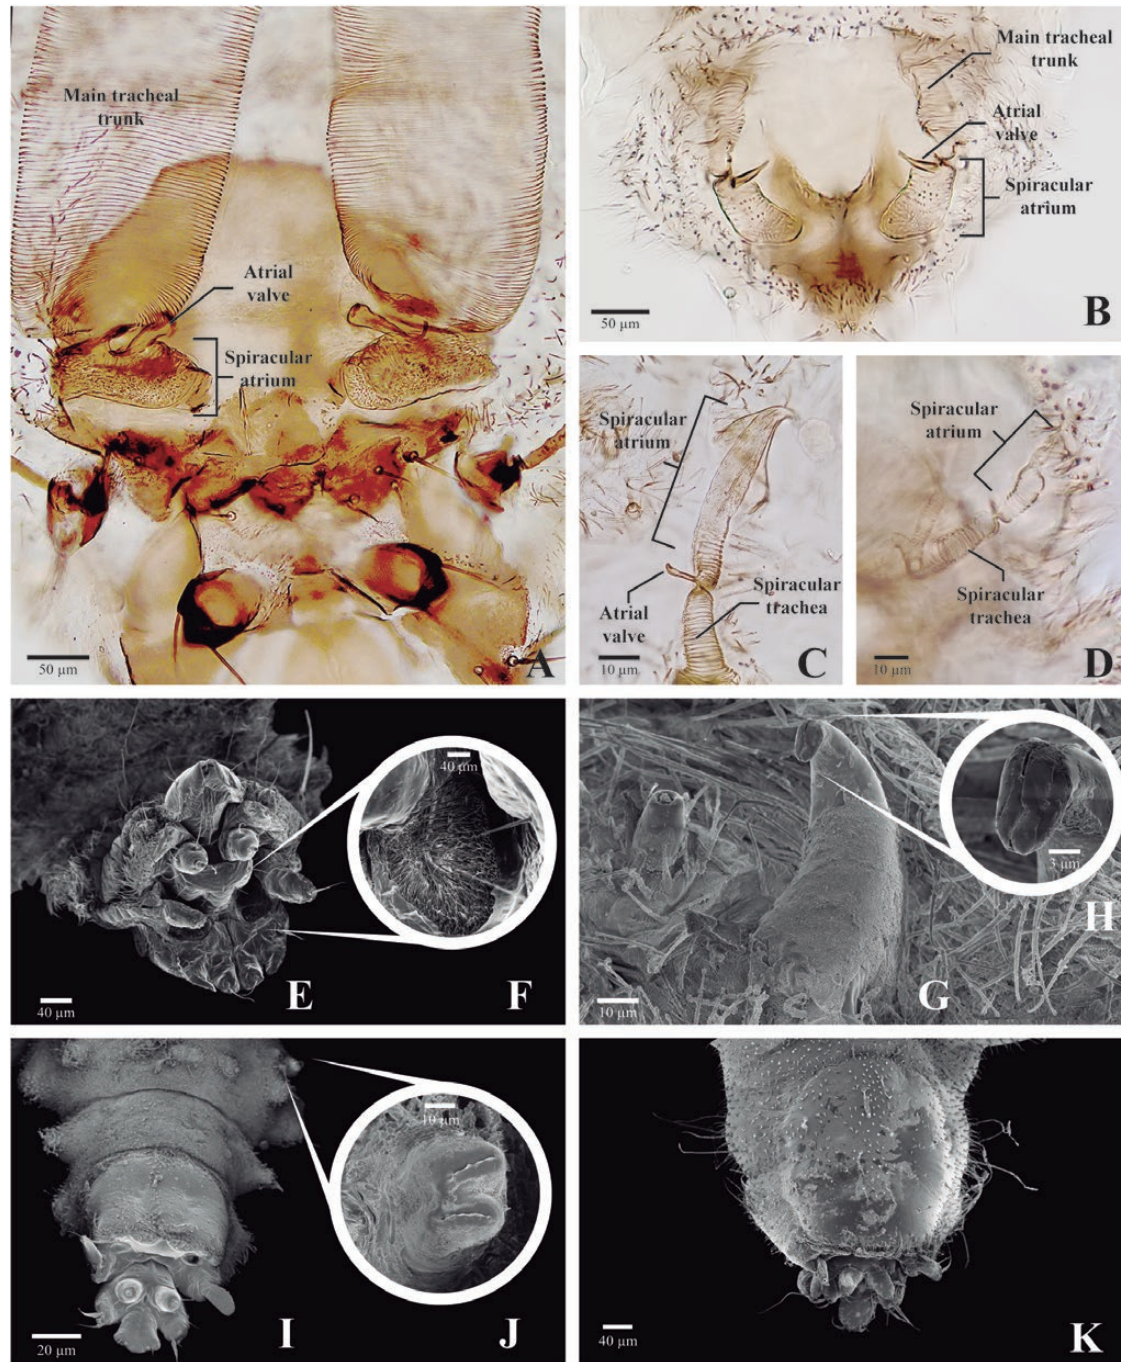 Main tracheal
trunk
Atrial
valve
Spiracular
atrium
50 µm
A
Main tracheal
trunk
Atrial
valve
Spiracular
atrium
50 µm
B
Spiracular
atrium
Atrial
valve
Spiracular
trachea
10 µm
C
Spiracular
atrium
Spiracular
trachea
10 µm
D
40 µm
E
40 µm
F
10 µm
G
3 µm
H
20 µm
I
10 µm
J
40 µm
K